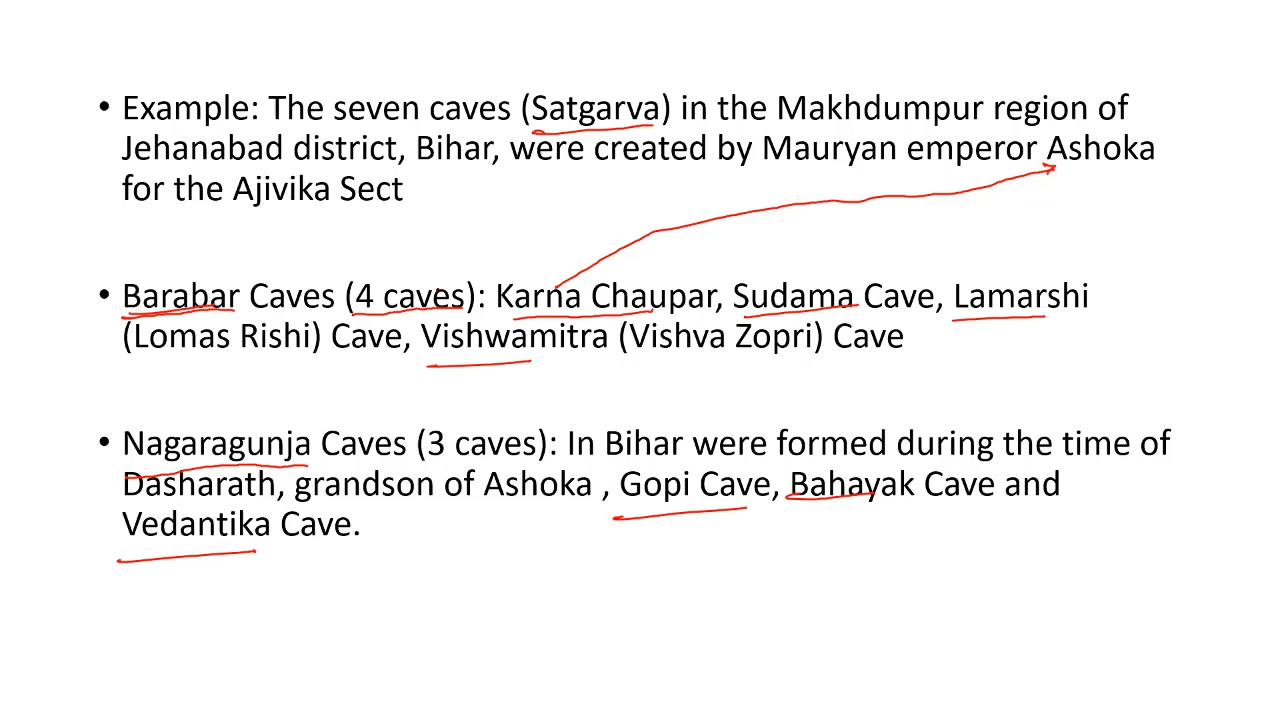 • Example: The seven caves (Satgarva) in the Makhdumpur region of
Jehanabad district, Bihar, were created by Mauryan emperor Ashoka
for the Ajivika Sect
• Barabar Caves (4 caves): Karna Chaupar, Sudama Cave, Lamarshi
(Lomas Rishi) Cave, Vishwamitra (Vishva Zopri) Cave
• Nagaragunja Caves (3 caves): In Bihar were formed during the time of
Dasharath, grandson of Ashoka , Gopi Cave, Bahayak Cave and
Vedantika Cave.